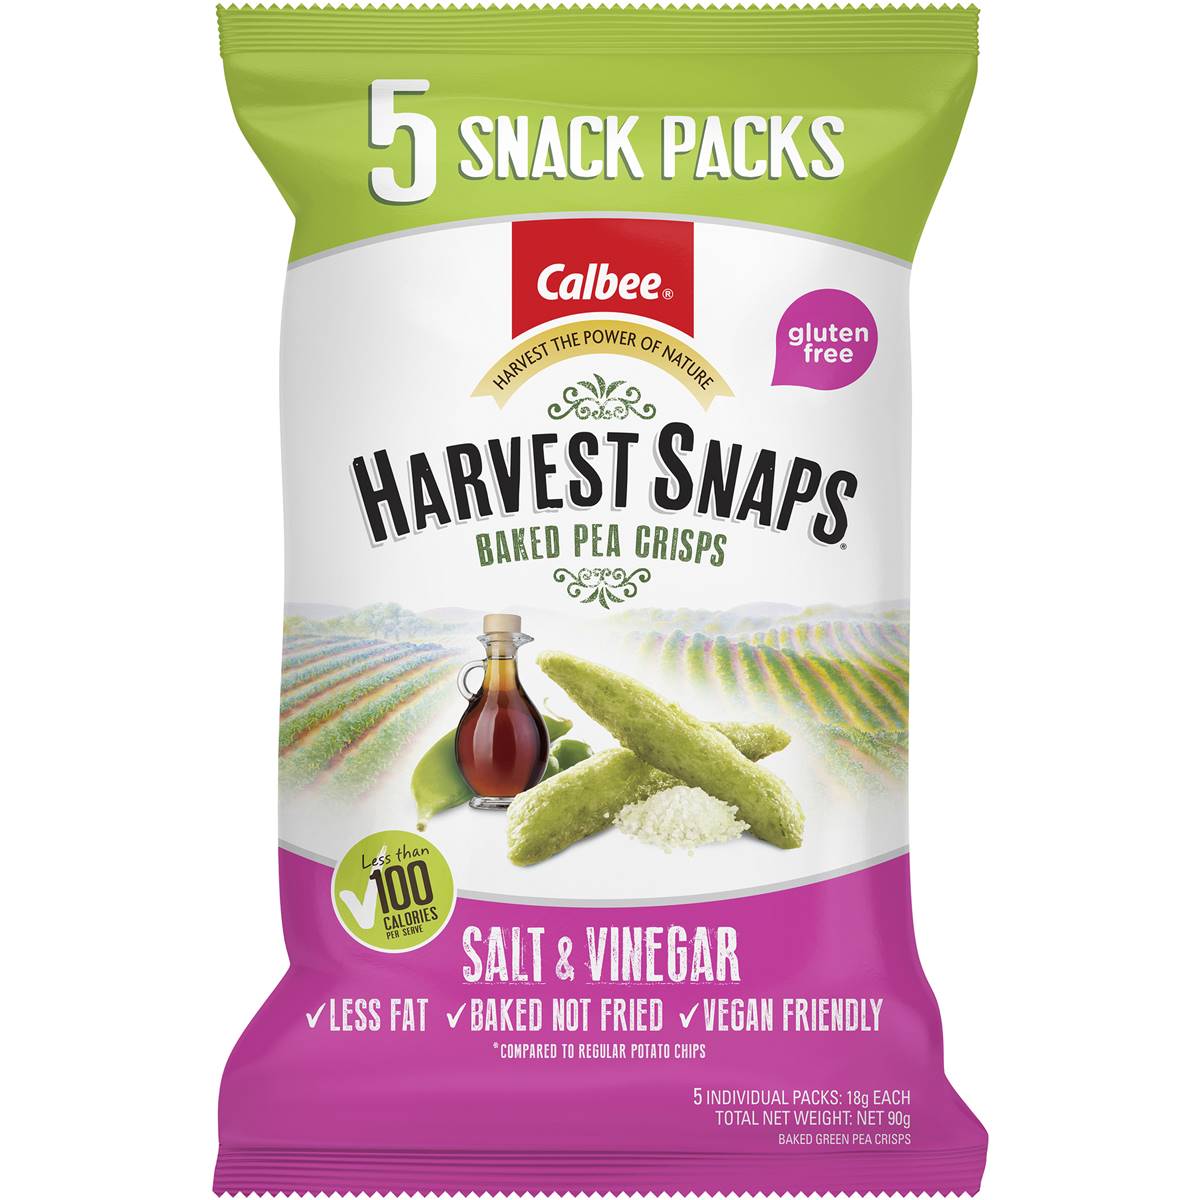 5 SNACK PACKS
Calbee®
HARVEST THE POWER OF NATURE
gluten
free
HARVEST SNAPS®
BAKED PEA CRISPS
Less than
100
CALORIES
PER SERVE
SALT & VINEGAR
✓LESS FAT ✓BAKED NOT FRIED ✓VEGAN FRIENDLY
*COMPARED TO REGULAR POTATO CHIPS
5 INDIVIDUAL PACKS: 18g EACH
TOTAL NET WEIGHT: NET 90g
BAKED GREEN PEA CRISPS